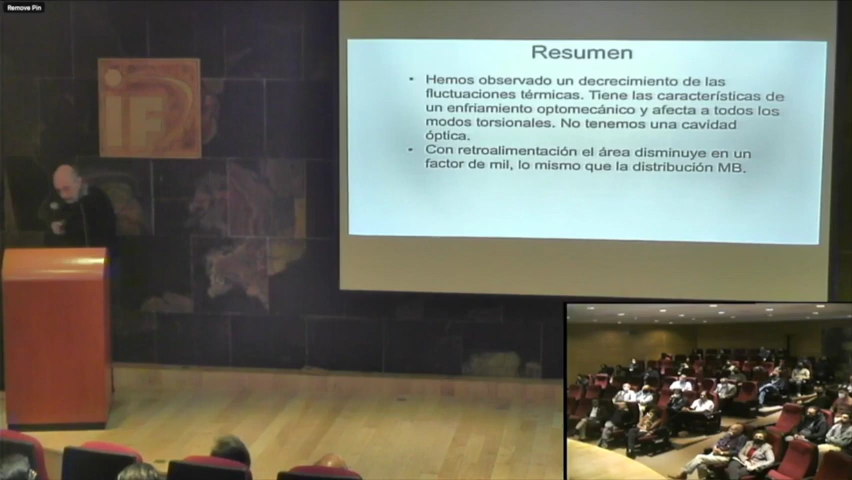 Remove Pin
IF
Resumen
• Hemos observado un decrecimiento de las
fluctuaciones térmicas. Tiene las características de
un enfriamiento optomecánico y afecta a todos los
modos torsionales. No tenemos una cavidad
óptica.
• Con retroalimentación el área disminuye en un
factor de mil, lo mismo que la distribución MB.